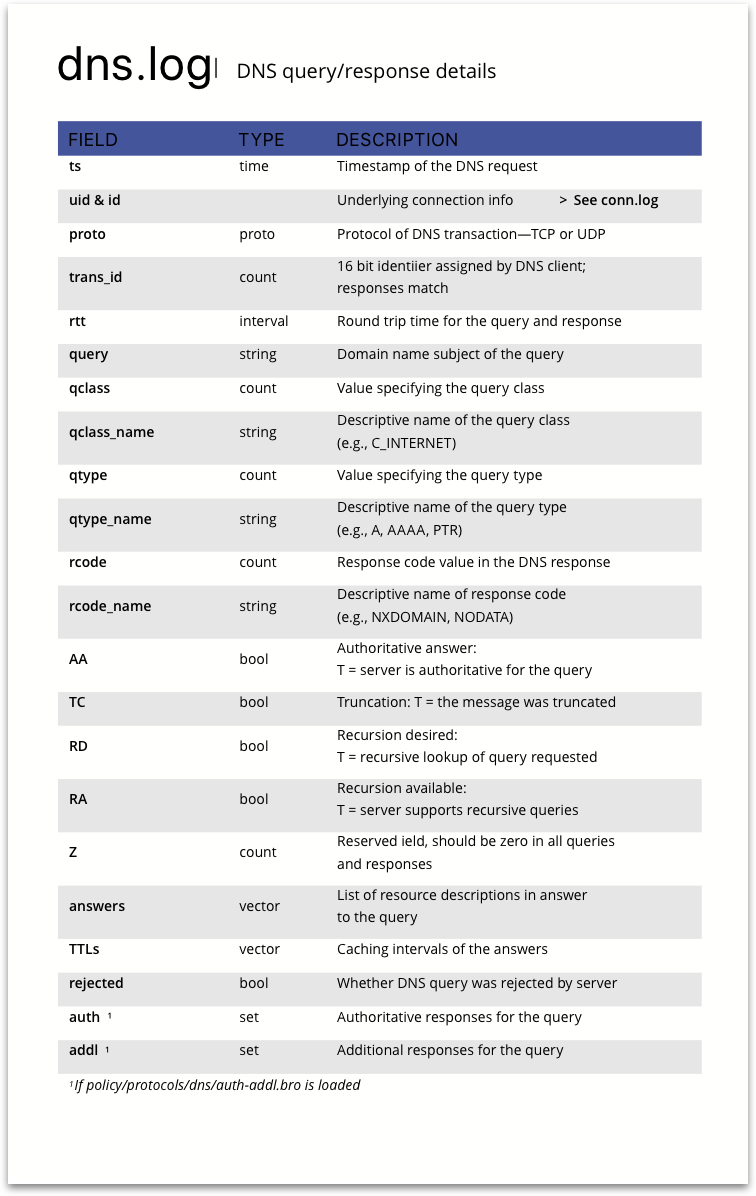 dns.log| DNS query/response details
FIELD TYPE DESCRIPTION
ts time Timestamp of the DNS request
uid & id Underlying connection info > See conn.log
proto proto Protocol of DNS transaction—TCP or UDP
trans_id count 16 bit identiier assigned by DNS client;
responses match
rtt interval Round trip time for the query and response
query string Domain name subject of the query
qclass count Value specifying the query class
qclass_name string Descriptive name of the query class
(e.g., C_INTERNET)
qtype count Value specifying the query type
qtype_name string Descriptive name of the query type
(e.g., A, AAAA, PTR)
rcode count Response code value in the DNS response
rcode_name string Descriptive name of response code
(e.g., NXDOMAIN, NODATA)
AA bool Authoritative answer:
T = server is authoritative for the query
TC bool Truncation: T = the message was truncated
RD bool Recursion desired:
T = recursive lookup of query requested
RA bool Recursion available:
T = server supports recursive queries
Z count Reserved ield, should be zero in all queries
and responses
answers vector List of resource descriptions in answer
to the query
TTLs vector Caching intervals of the answers
rejected bool Whether DNS query was rejected by server
auth ¹ set Authoritative responses for the query
addl ¹ set Additional responses for the query
¹If policy/protocols/dns/auth-addl.bro is loaded